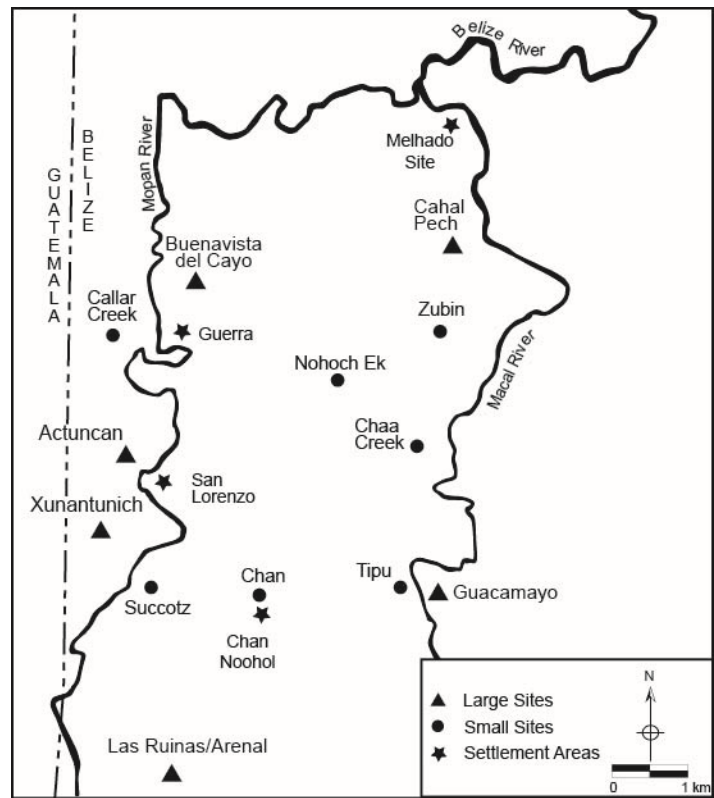 Belize River
Mopan River
BELIZE
GUATEMALA
Melhado
Site
Cahal
Pech
Buenavista
del Cayo
Callar
Creek
Guerra
Zubin
Nohoch Ek
Macal River
Chaa
Creek
Actuncan
San
Lorenzo
Xunantunich
Succotz
Chan
Tipu
Guacamayo
Chan
Noohol
Las Ruinas/Arenal
Large Sites
Small Sites
Settlement Areas
N
0 1 km